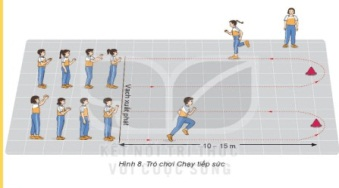 Vạch xuất phát
10 – 15 m
KẾT NỐI TRI THỨC
VỚI CUỘC SỐNG
Hình 8. Trò chơi Chạy tiếp sức